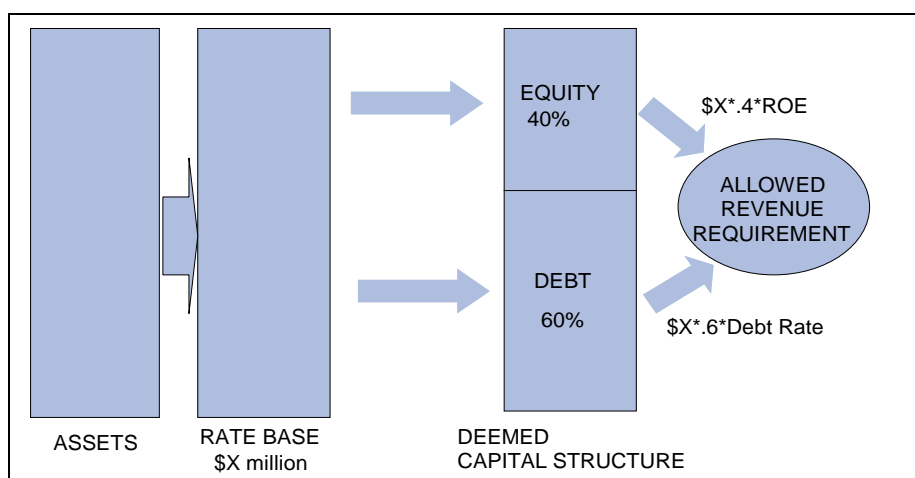 EQUITY
40%
$X*.4*ROE
ALLOWED
REVENUE
REQUIREMENT
DEBT
60%
$X*.6*Debt Rate
ASSETS
RATE BASE
$X million
DEEMED
CAPITAL STRUCTURE